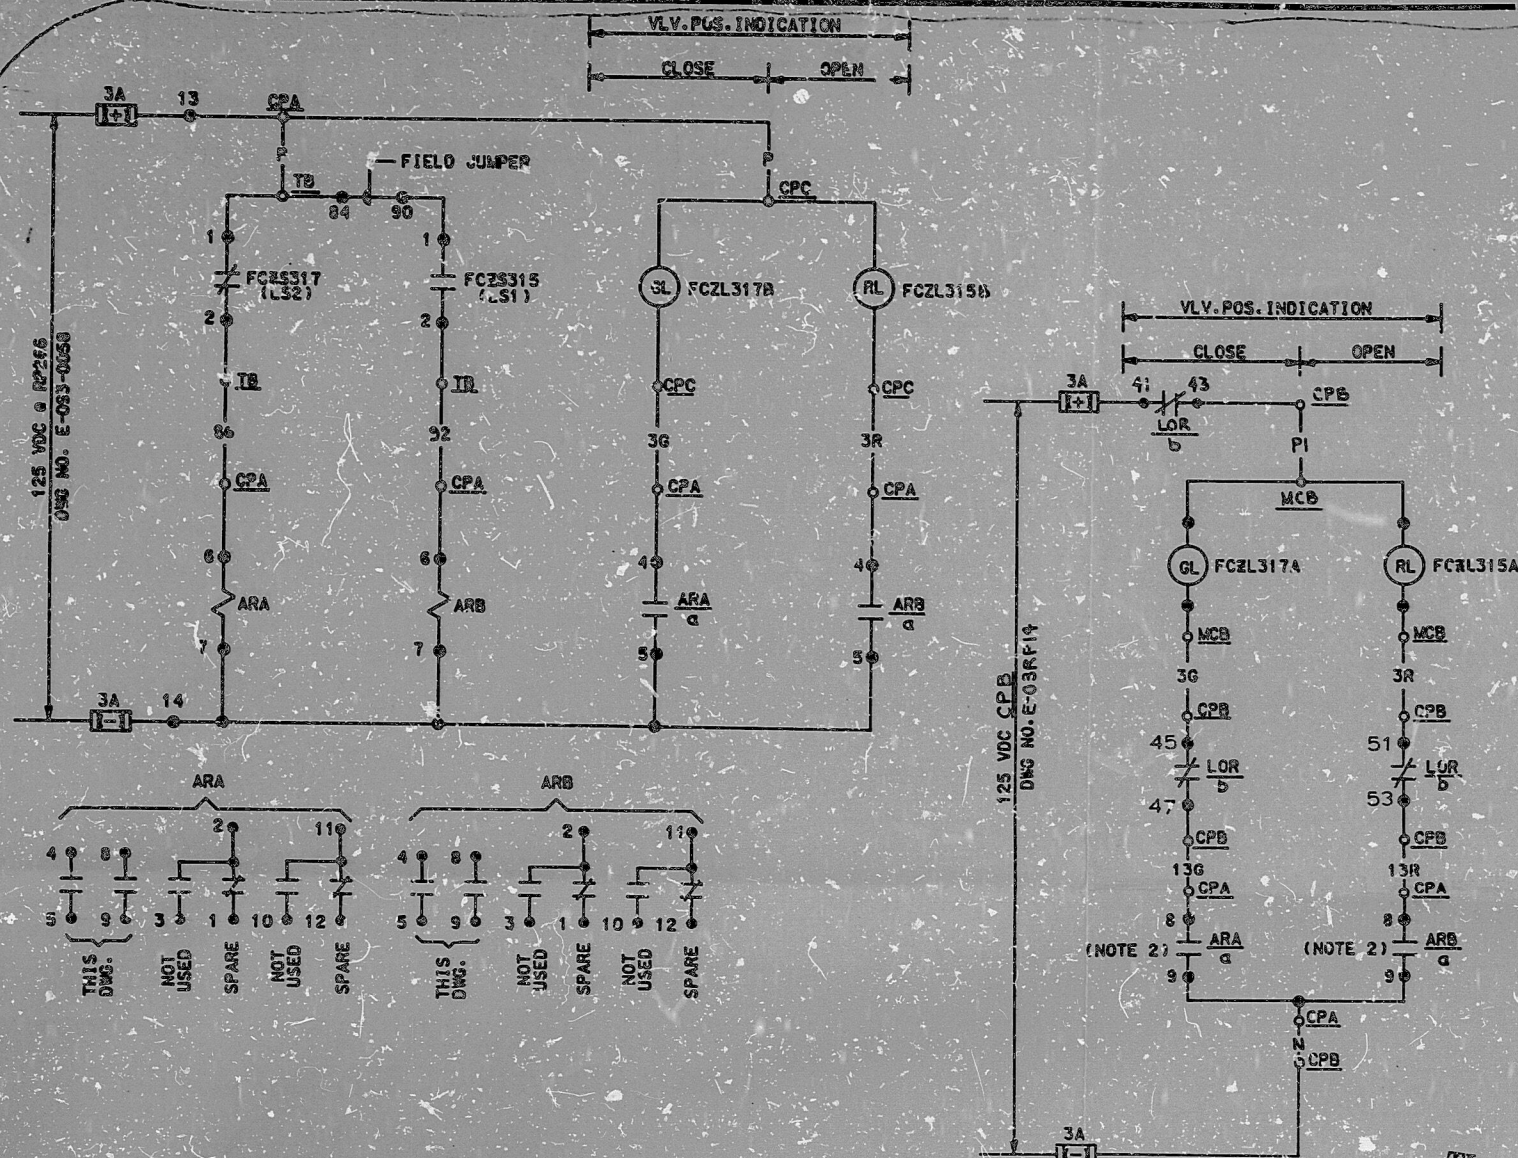 VLV.POS.INDICATION
CLOSE
OPEN
3A
13
CPA
P
FIELD JUMPER
TB
84
90
P
CPC
1
FCZS317
(LS2)
2
TB
86
CPA
6
ARA
7
1
FCZS315
(LS1)
2
TB
92
CPA
6
ARB
7
GL
FCZL317B
CPC
3G
CPA
4
ARA
a
5
RL
FCZL315B
CPC
3R
CPA
4
ARB
a
5
125 VDC @ RP266
DWG NO. E-093-0058
3A
14
VLV.POS.INDICATION
CLOSE
OPEN
3A
41
43
LOR
b
CPB
P1
MCB
GL
FCZL317A
RL
FCZL315A
MCB
MCB
3G
3R
CPB
CPB
45
LOR
b
47
51
LOR
b
53
CPB
CPB
13G
13R
CPA
CPA
8
(NOTE 2)
ARA
a
9
8
(NOTE 2)
ARB
a
9
CPA
N
CPB
125 VDC CPB
DWG NO.E-03RP14
3A
ARA
4
8
2
11
5
9
3
1
10
12
THIS
DWG.
NOT
USED
SPARE
NOT
USED
SPARE
ARB
4
8
2
11
5
9
3
1
10
12
THIS
DWG.
NOT
USED
SPARE
NOT
USED
SPARE